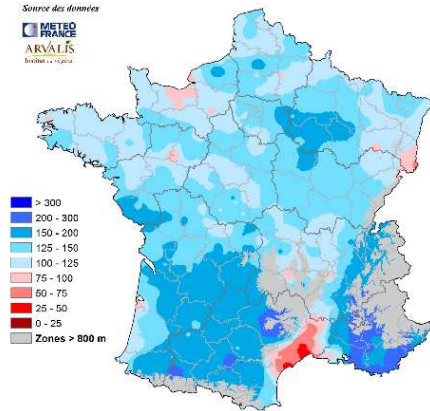 Source des données
METEO
FRANCE
ARVALIS
Institut du végétal
> 300
200 - 300
150 - 200
125 - 150
100 - 125
75 - 100
50 - 75
25 - 50
0 - 25
Zones > 800 m